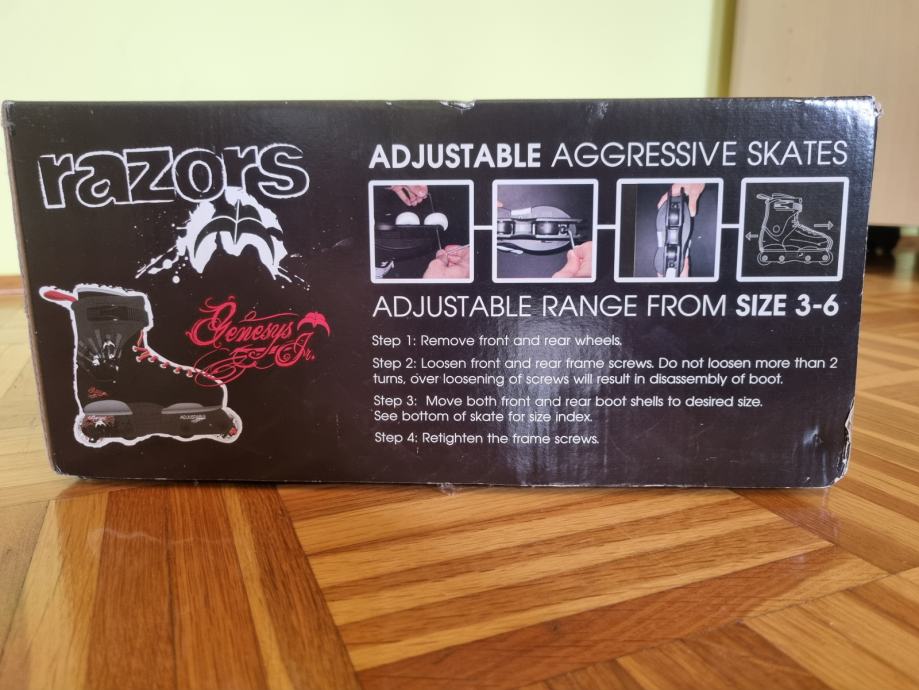 razors
Genesys Jr.
ADJUSTABLE AGGRESSIVE SKATES
ADJUSTABLE RANGE FROM SIZE 3-6
Step 1: Remove front and rear wheels.
Step 2: Loosen front and rear frame screws. Do not loosen more than 2
turns, over loosening of screws will result in disassembly of boot.
Step 3: Move both front and rear boot shells to desired size.
See bottom of skate for size index.
Step 4: Retighten the frame screws.